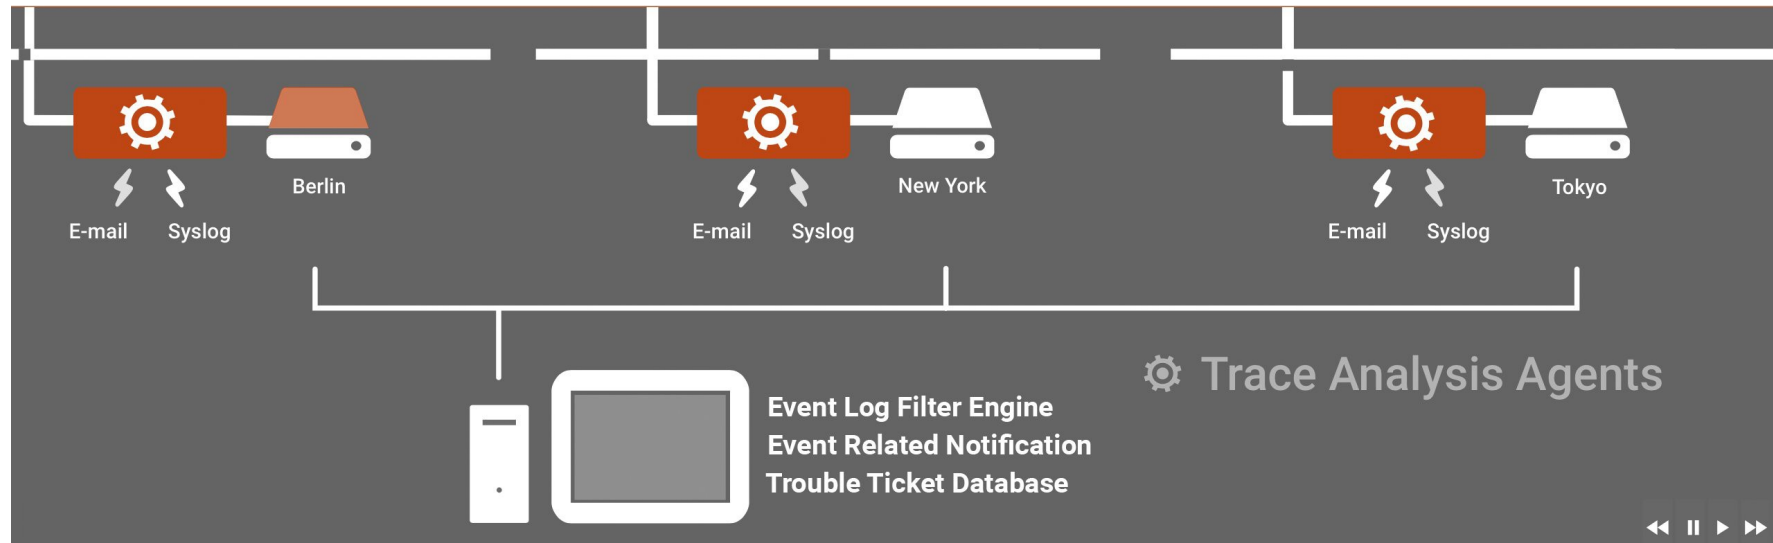 Berlin
E-mail Syslog
New York
E-mail Syslog
Tokyo
E-mail Syslog
Trace Analysis Agents
Event Log Filter Engine
Event Related Notification
Trouble Ticket Database